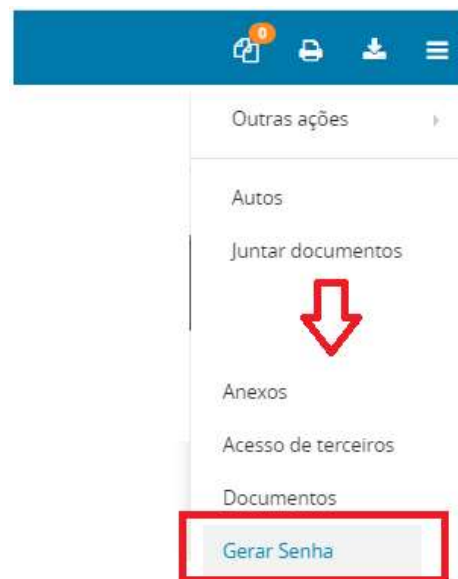 0
Outras ações
Autos
Juntar documentos
Anexos
Acesso de terceiros
Documentos
Gerar Senha